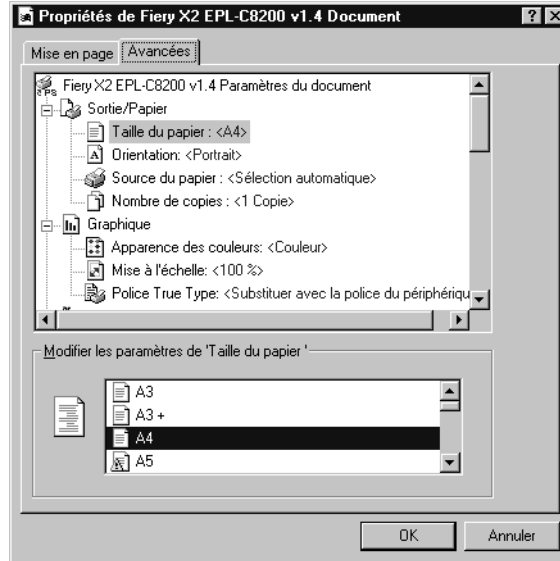 Propriétés de Fiery X2 EPL-C8200 v1.4 Document
Mise en page
Avancées
Fiery X2 EPL-C8200 v1.4 Paramètres du document
Sortie/Papier
Taille du papier : <A4>
Orientation: <Portrait>
Source du papier : <Sélection automatique>
Nombre de copies : <1 Copie>
Graphique
Apparence des couleurs: <Couleur>
Mise à l'échelle: <100 %>
Police True Type: <Substituer avec la police du périphériqu
Modifier les paramètres de 'Taille du papier '
A3
A3 +
A4
A5
OK
Annuler